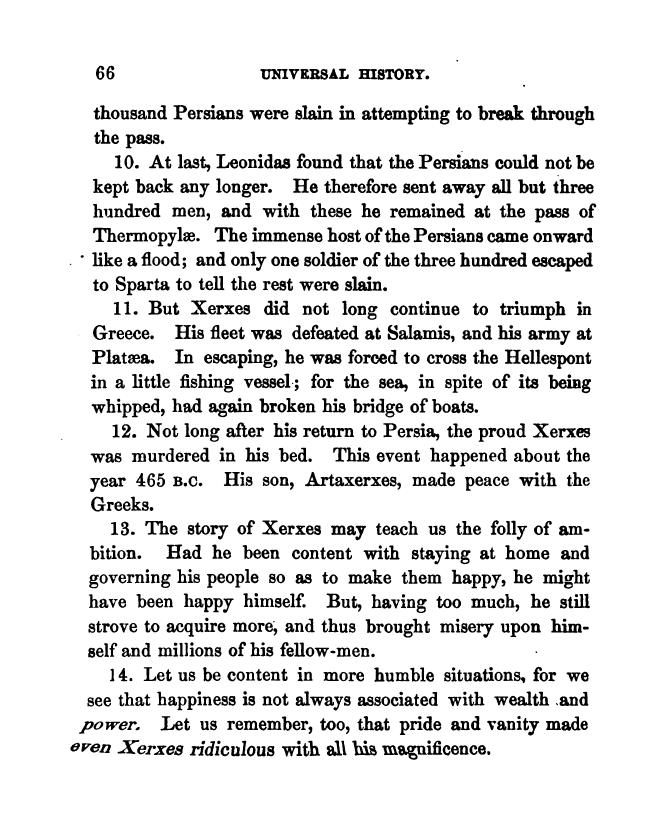 66 UNIVERSAL HISTORY.
thousand Persians were slain in attempting to break through
the pass.
10. At last, Leonidas found that the Persians could not be
kept back any longer. He therefore sent away all but three
hundred men, and with these he remained at the pass of
Thermopylæ. The immense host of the Persians came onward
like a flood; and only one soldier of the three hundred escaped
to Sparta to tell the rest were slain.
11. But Xerxes did not long continue to triumph in
Greece. His fleet was defeated at Salamis, and his army at
Platæa. In escaping, he was forced to cross the Hellespont
in a little fishing vessel; for the sea, in spite of its being
whipped, had again broken his bridge of boats.
12. Not long after his return to Persia, the proud Xerxes
was murdered in his bed. This event happened about the
year 465 B.C. His son, Artaxerxes, made peace with the
Greeks.
13. The story of Xerxes may teach us the folly of am-
bition. Had he been content with staying at home and
governing his people so as to make them happy, he might
have been happy himself. But, having too much, he still
strove to acquire more, and thus brought misery upon him-
self and millions of his fellow-men.
14. Let us be content in more humble situations, for we
see that happiness is not always associated with wealth and
power. Let us remember, too, that pride and vanity made
even Xerxes ridiculous with all his magnificence.